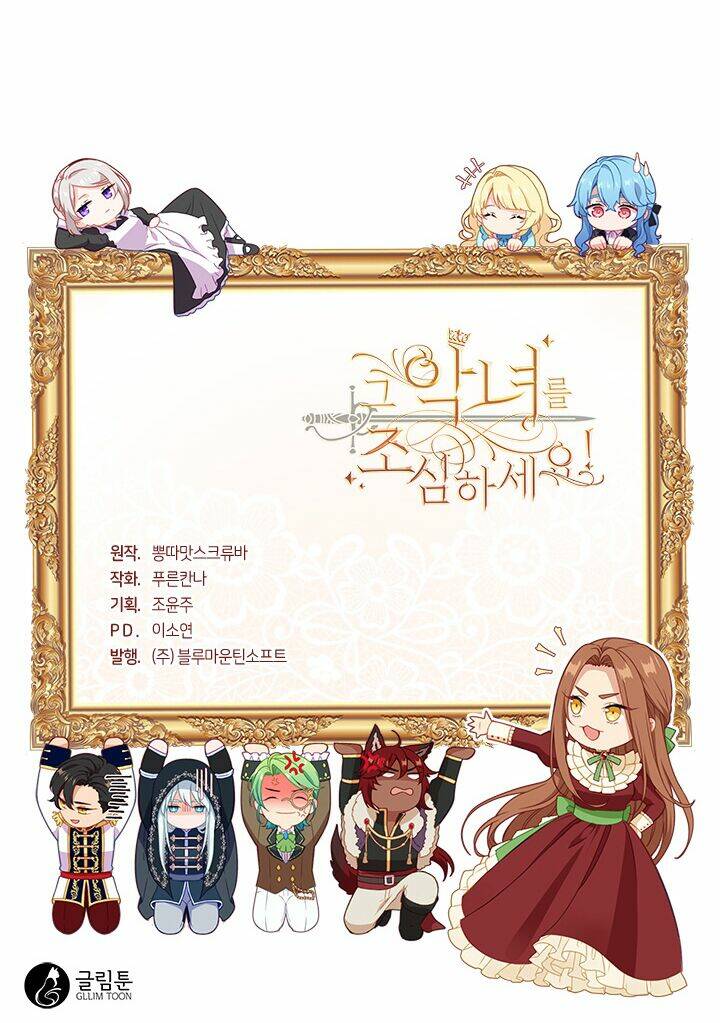 그 악녀를
조심하세요!
원작. 뽕따맛스크류바
작화. 푸른칸나
기획. 조윤주
PD. 이소연
발행. (주) 블루마운틴소프트
글림툰
GLLIM TOON